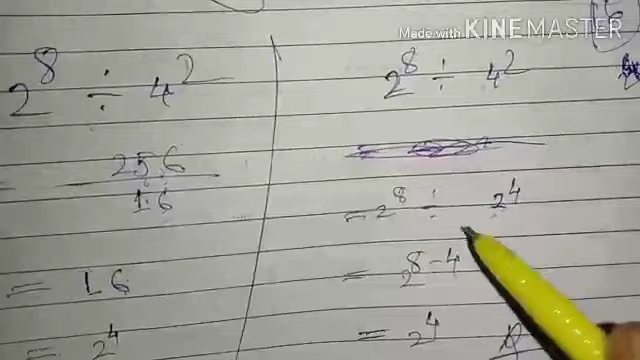 Made with KINEMASTER
2⁸ ÷ 4²
= 256 / 16
= 16
= 2⁴
2⁸ ÷ 4²
= 2⁸ ÷ 2⁴
= 2⁸⁻⁴
= 2⁴